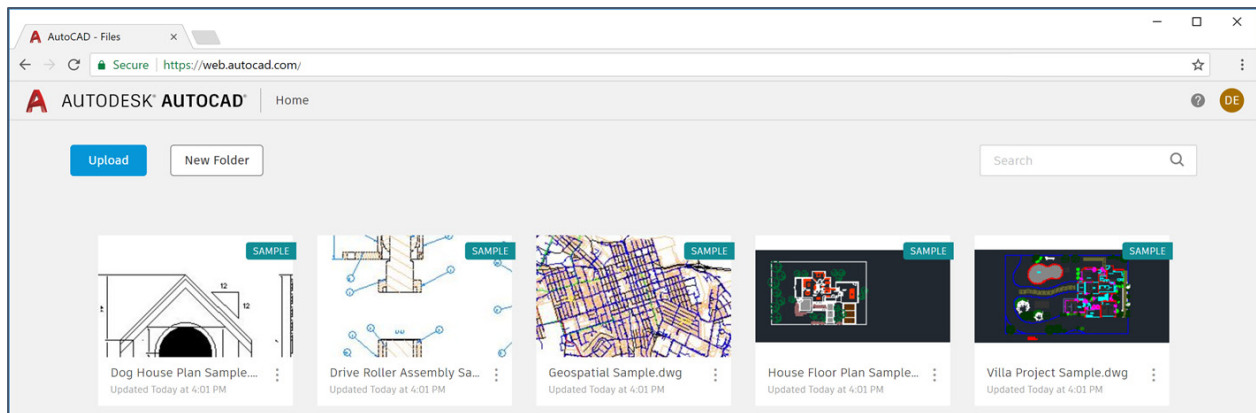 AutoCAD - Files
Secure https://web.autocad.com/
AUTODESK® AUTOCAD® Home
DE
Upload New Folder Search
SAMPLE SAMPLE SAMPLE SAMPLE SAMPLE
12
12
Dog House Plan Sample.... Drive Roller Assembly Sa... Geospatial Sample.dwg House Floor Plan Sample... Villa Project Sample.dwg
Updated Today at 4:01 PM Updated Today at 4:01 PM Updated Today at 4:01 PM Updated Today at 4:01 PM Updated Today at 4:01 PM